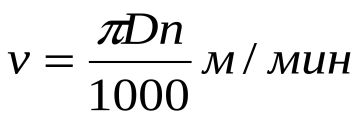 v = πDn / 1000 м / мин